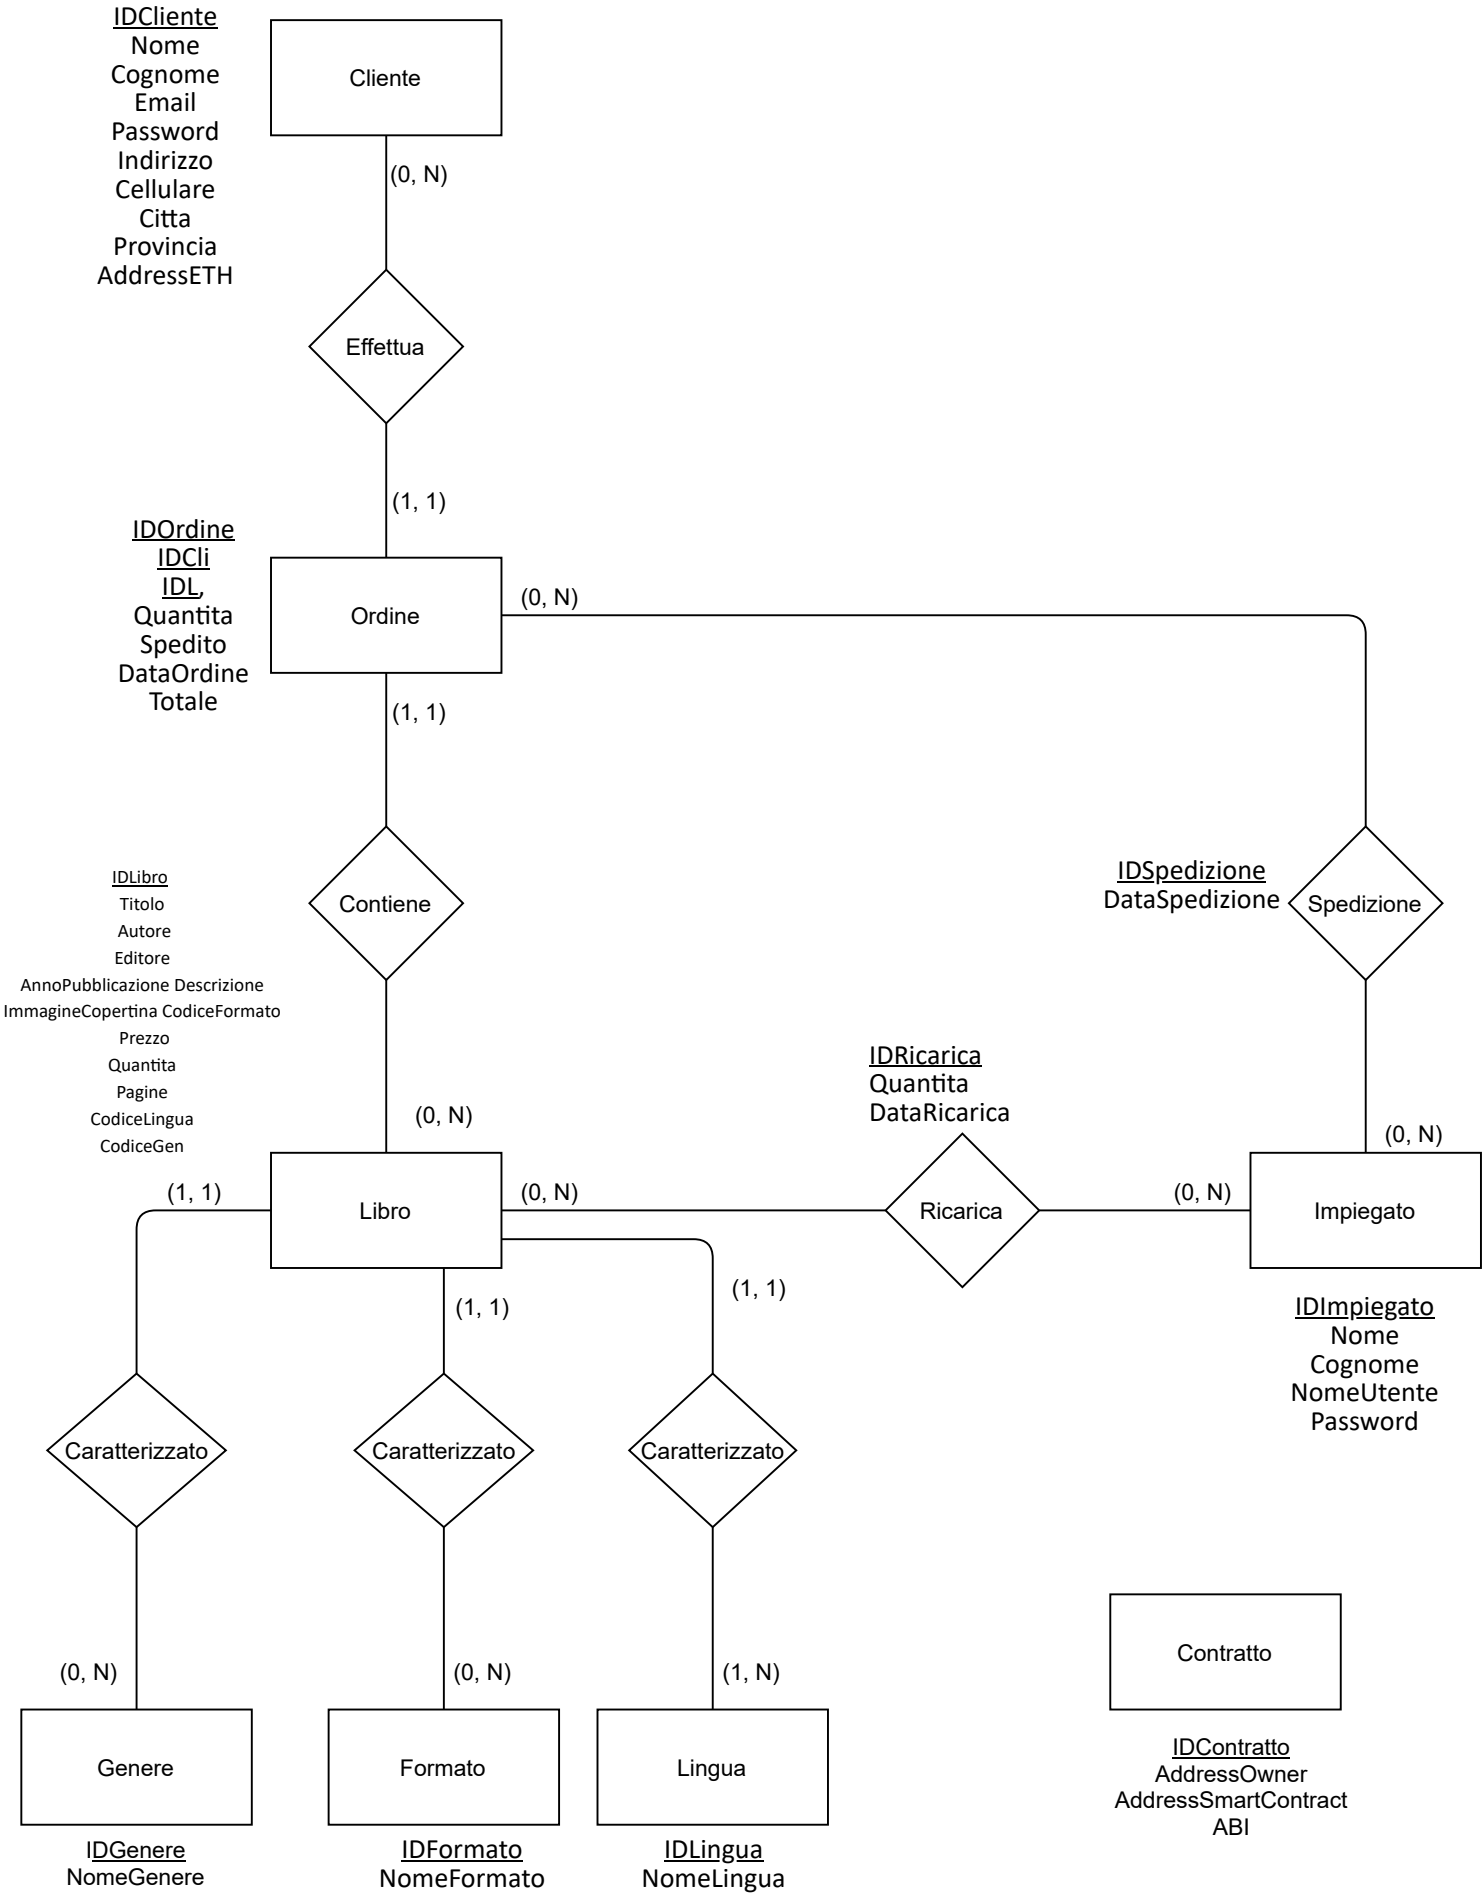 IDCliente
Nome
Cognome
Email
Password
Indirizzo
Cellulare
Citta
Provincia
AddressETH
Cliente
(0, N)
Effettua
(1, 1)
IDOrdine
IDCli
IDL,
Quantita
Spedito
DataOrdine
Totale
Ordine
(0, N)
(1, 1)
IDLibro
Titolo
Autore
Editore
AnnoPubblicazione Descrizione
ImmagineCopertina CodiceFormato
Prezzo
Quantita
Pagine
CodiceLingua
CodiceGen
Contiene
IDSpedizione
DataSpedizione
Spedizione
IDRicarica
Quantita
DataRicarica
(0, N)
(0, N)
(1, 1)
Libro
(0, N)
Ricarica
(0, N)
Impiegato
(1, 1)
(1, 1)
IDImpiegato
Nome
Cognome
NomeUtente
Password
Caratterizzato
Caratterizzato
Caratterizzato
(0, N)
(0, N)
(1, N)
Contratto
IDContratto
AddressOwner
AddressSmartContract
ABI
Genere
Formato
Lingua
IDGenere
NomeGenere
IDFormato
NomeFormato
IDLingua
NomeLingua